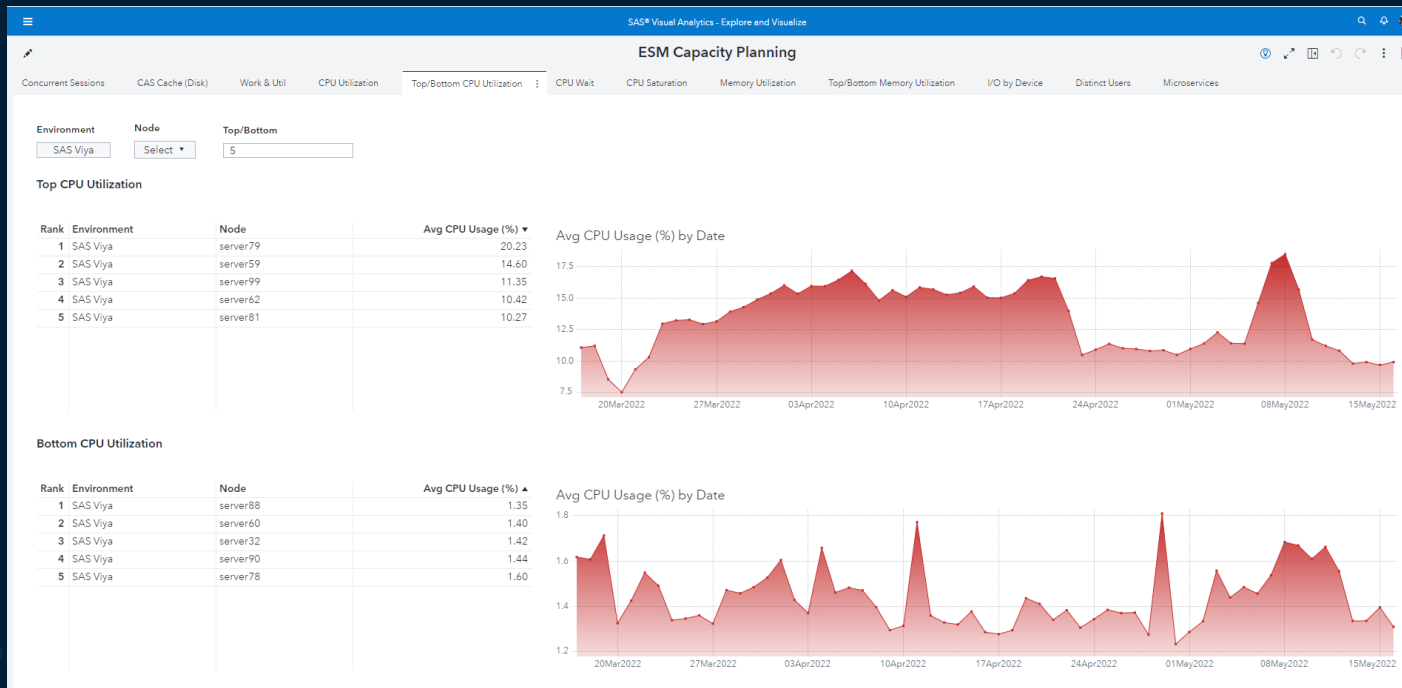 SAS® Visual Analytics - Explore and Visualize
ESM Capacity Planning
Concurrent Sessions CAS Cache (Disk) Work & Util CPU Utilization Top/Bottom CPU Utilization CPU Wait CPU Saturation Memory Utilization Top/Bottom Memory Utilization I/O by Device Distinct Users Microservices
Environment Node Top/Bottom
SAS Viya Select 5
Top CPU Utilization
Rank Environment Node Avg CPU Usage (%)
1 SAS Viya server79 20.23
2 SAS Viya server59 14.60
3 SAS Viya server99 11.35
4 SAS Viya server62 10.42
5 SAS Viya server81 10.27
Avg CPU Usage (%) by Date
17.5
15.0
12.5
10.0
7.5
20Mar2022 27Mar2022 03Apr2022 10Apr2022 17Apr2022 24Apr2022 01May2022 08May2022 15May2022
Bottom CPU Utilization
Rank Environment Node Avg CPU Usage (%)
1 SAS Viya server88 1.35
2 SAS Viya server60 1.40
3 SAS Viya server32 1.42
4 SAS Viya server90 1.44
5 SAS Viya server78 1.60
Avg CPU Usage (%) by Date
1.8
1.6
1.4
1.2
20Mar2022 27Mar2022 03Apr2022 10Apr2022 17Apr2022 24Apr2022 01May2022 08May2022 15May2022